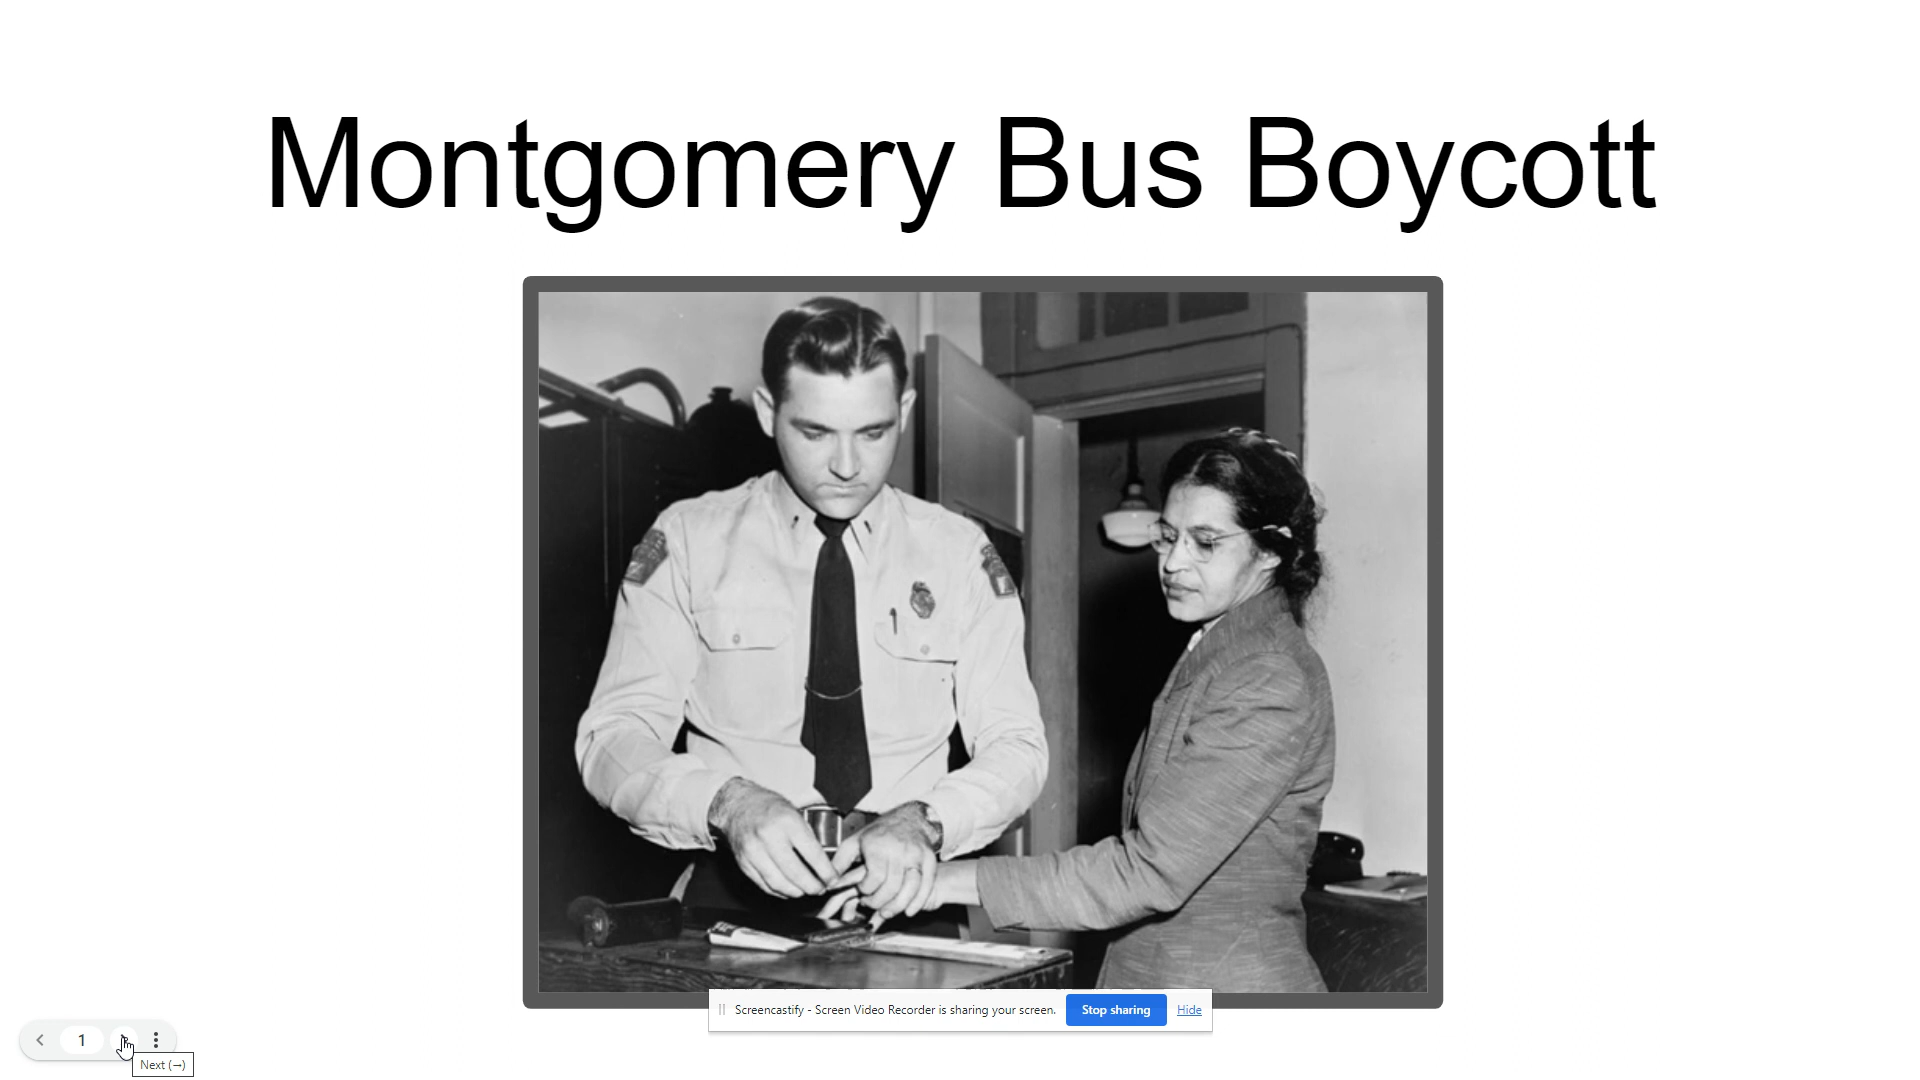 Montgomery Bus Boycott
Screencastify - Screen Video Recorder is sharing your screen. Stop sharing Hide
1
Next (→)